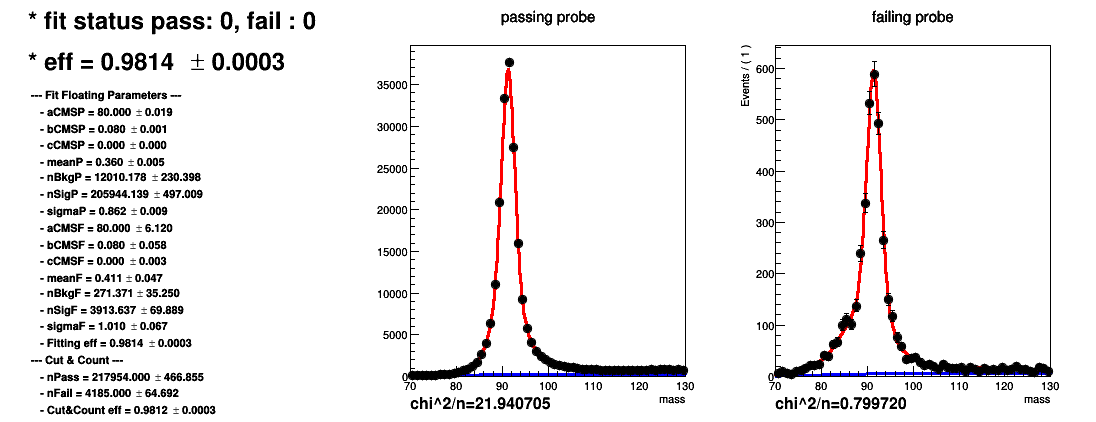 * fit status pass: 0, fail : 0
* eff = 0.9814 ± 0.0003
--- Fit Floating Parameters ---
- aCMSP = 80.000 ± 0.019
- bCMSP = 0.080 ± 0.001
- cCMSP = 0.000 ± 0.000
- meanP = 0.360 ± 0.005
- nBkgP = 12010.178 ± 230.398
- nSigP = 205944.139 ± 497.009
- sigmaP = 0.862 ± 0.009
- aCMSF = 80.000 ± 6.120
- bCMSF = 0.080 ± 0.058
- cCMSF = 0.000 ± 0.003
- meanF = 0.411 ± 0.047
- nBkgF = 271.371 ± 35.250
- nSigF = 3913.637 ± 69.889
- sigmaF = 1.010 ± 0.067
- Fitting eff = 0.9814 ± 0.0003
--- Cut & Count ---
- nPass = 217954.000 ± 466.855
- nFail = 4185.000 ± 64.692
- Cut&Count eff = 0.9812 ± 0.0003
passing probe
35000
30000
25000
20000
15000
10000
5000
0
70 80 90 100 110 120 130
mass
chi^2/n=21.940705
failing probe
Events / ( 1 )
600
500
400
300
200
100
0
70 80 90 100 110 120 130
mass
chi^2/n=0.799720